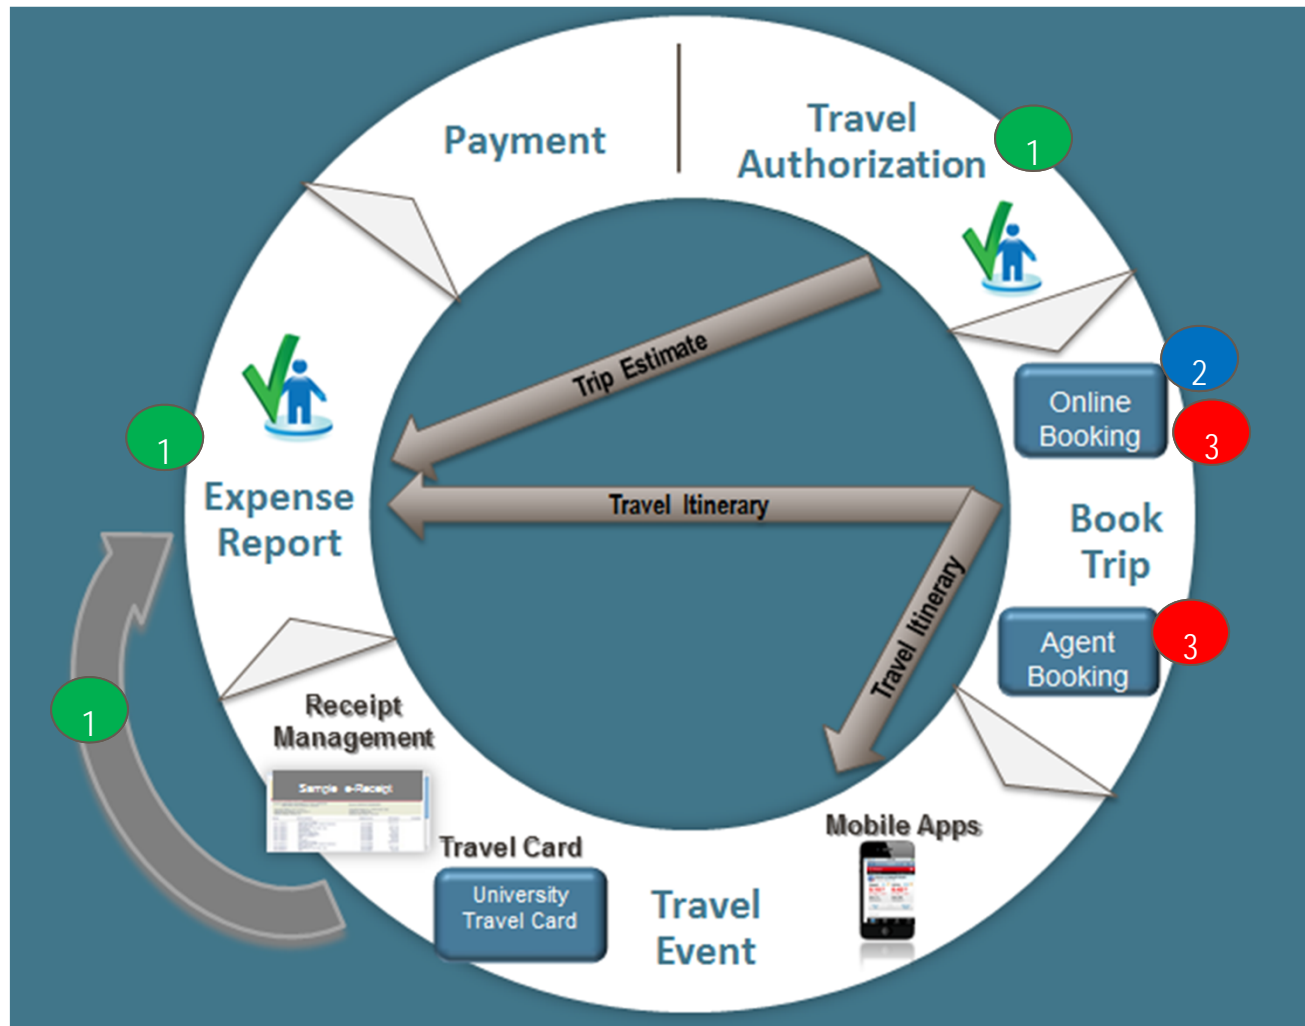 Payment
Travel
Authorization
1
Trip Estimate
2
Online
Booking
3
1
Expense
Report
Travel Itinerary
Book
Trip
Travel Itinerary
Agent
Booking
3
1
Receipt
Management
Sample e-Receipt
Travel Card
University
Travel Card
Mobile Apps
Travel
Event